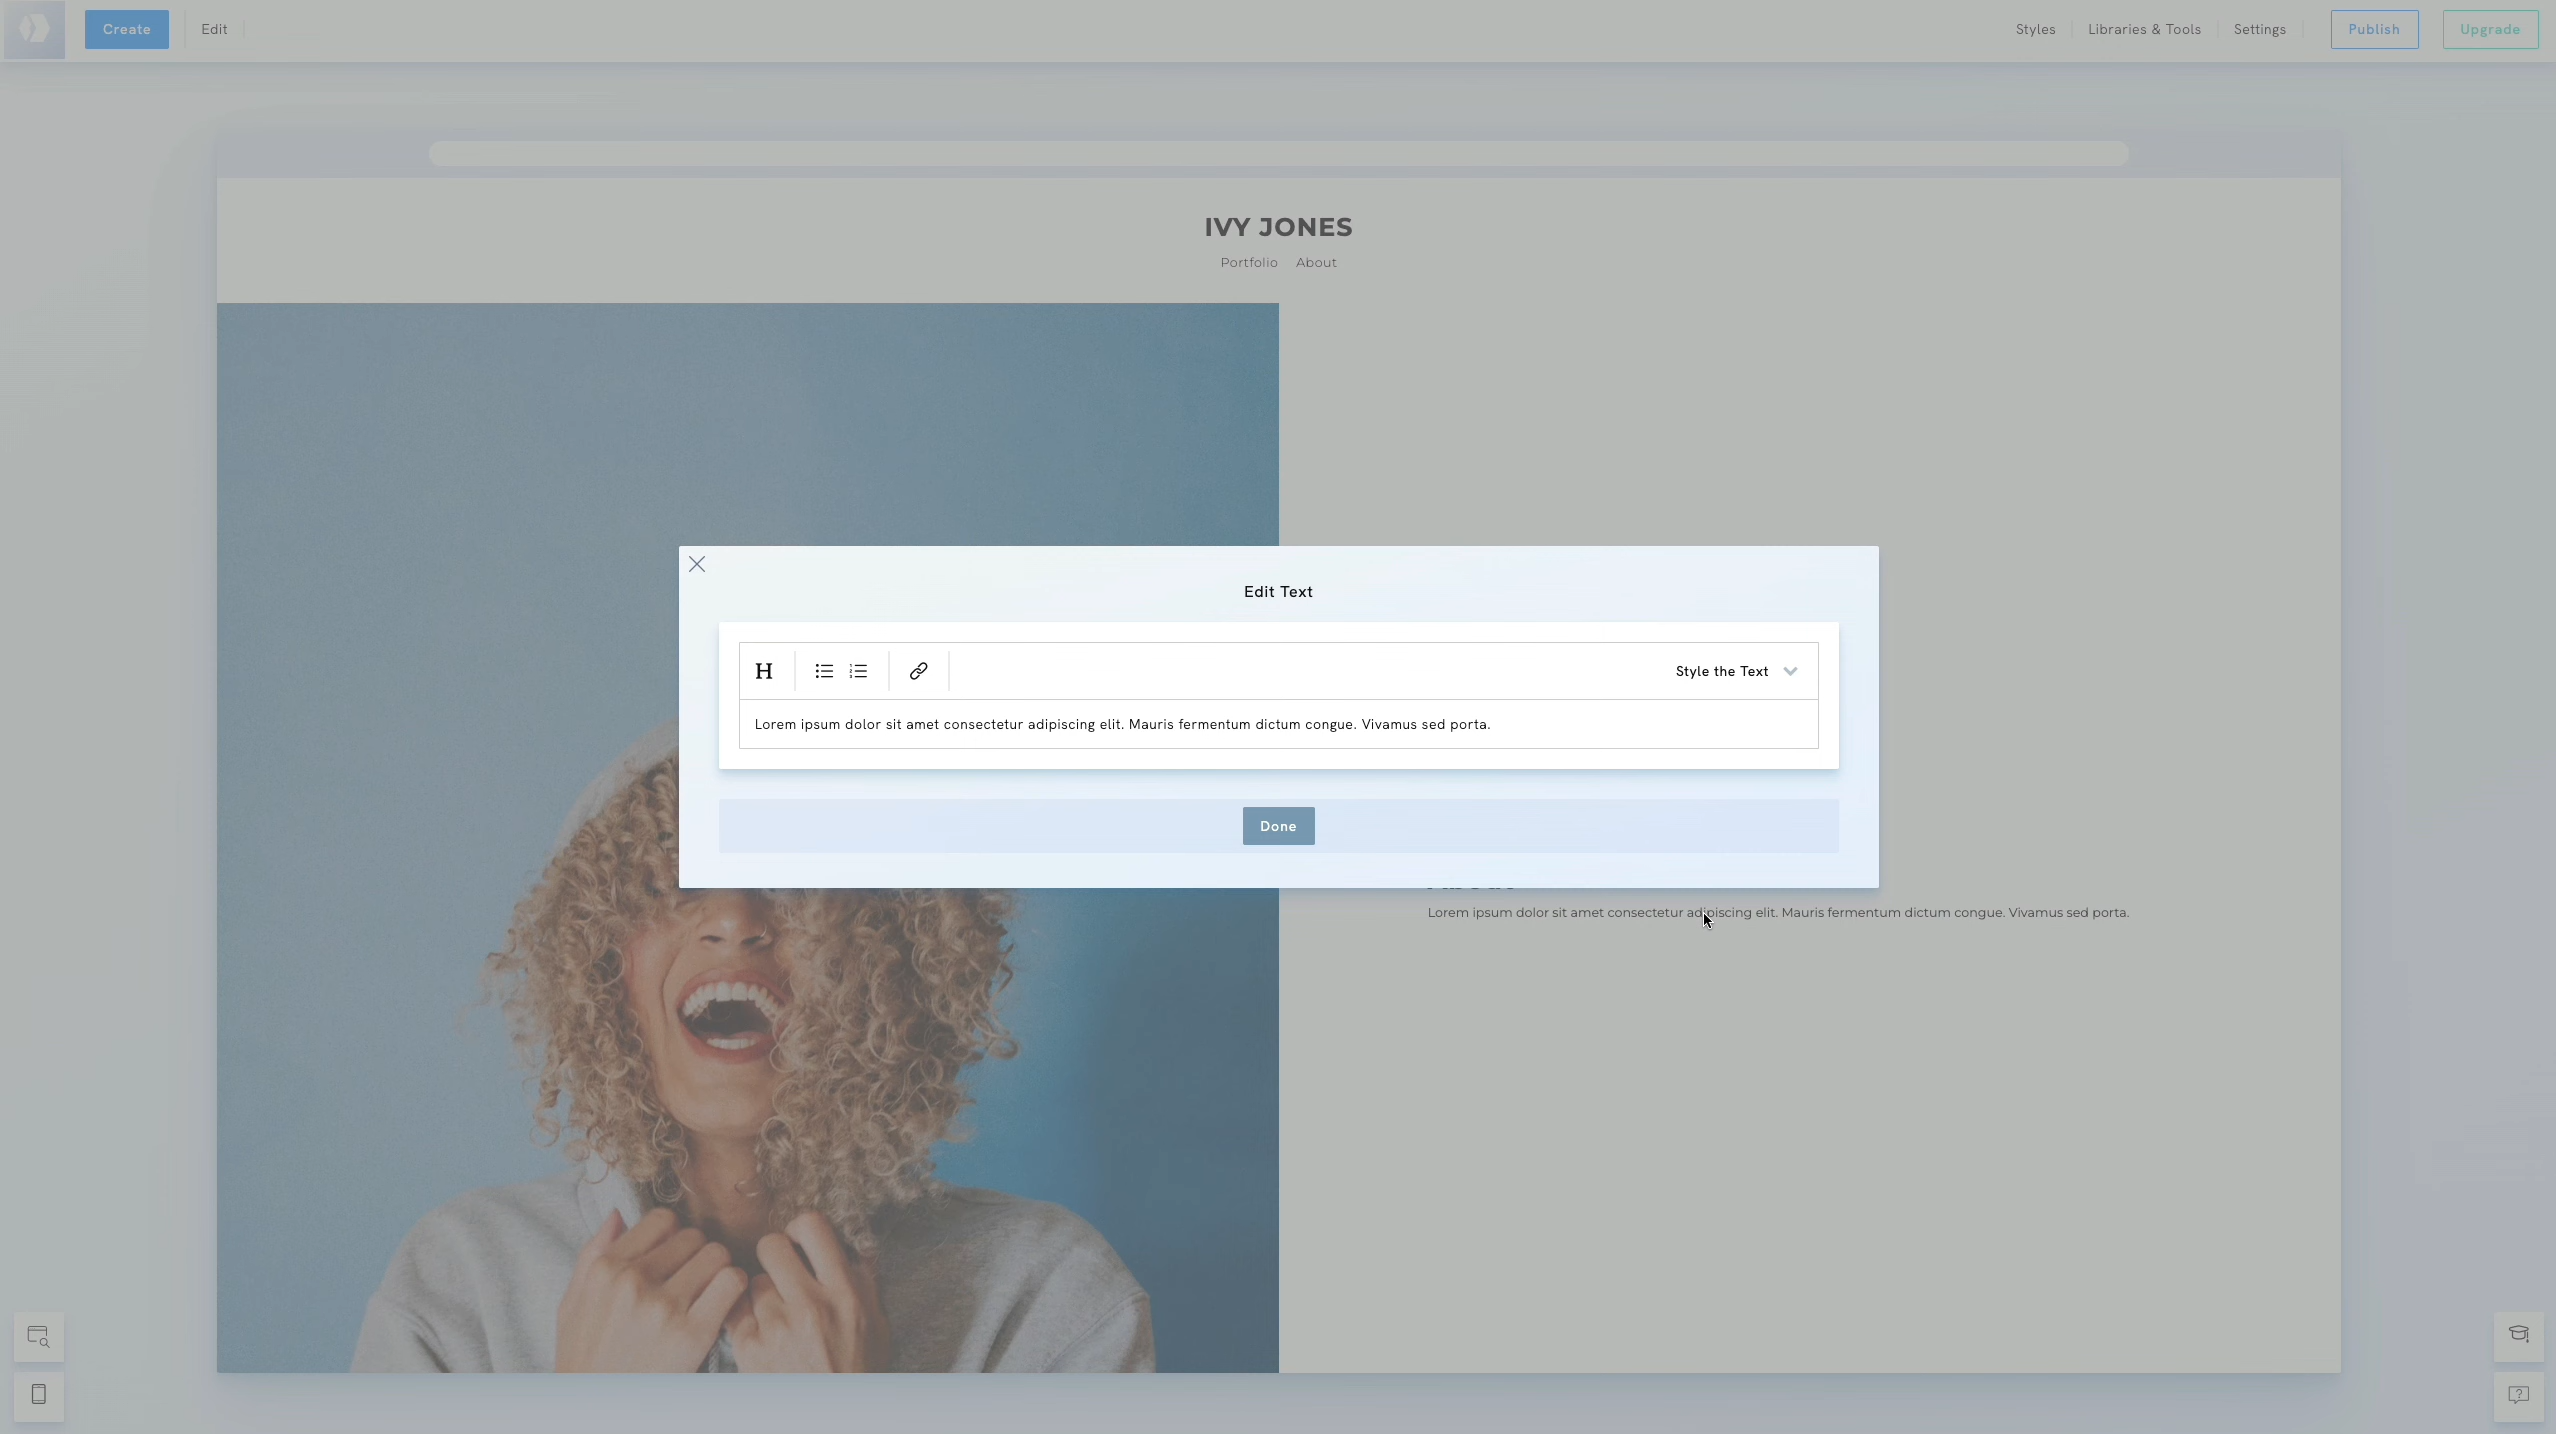 Create
Edit
Styles
Libraries & Tools
Settings
Publish
Upgrade
IVY JONES
Portfolio About
Edit Text
H
Style the Text
Lorem ipsum dolor sit amet consectetur adipiscing elit. Mauris fermentum dictum congue. Vivamus sed porta.
Done
Lorem ipsum dolor sit amet consectetur adipiscing elit. Mauris fermentum dictum congue. Vivamus sed porta.